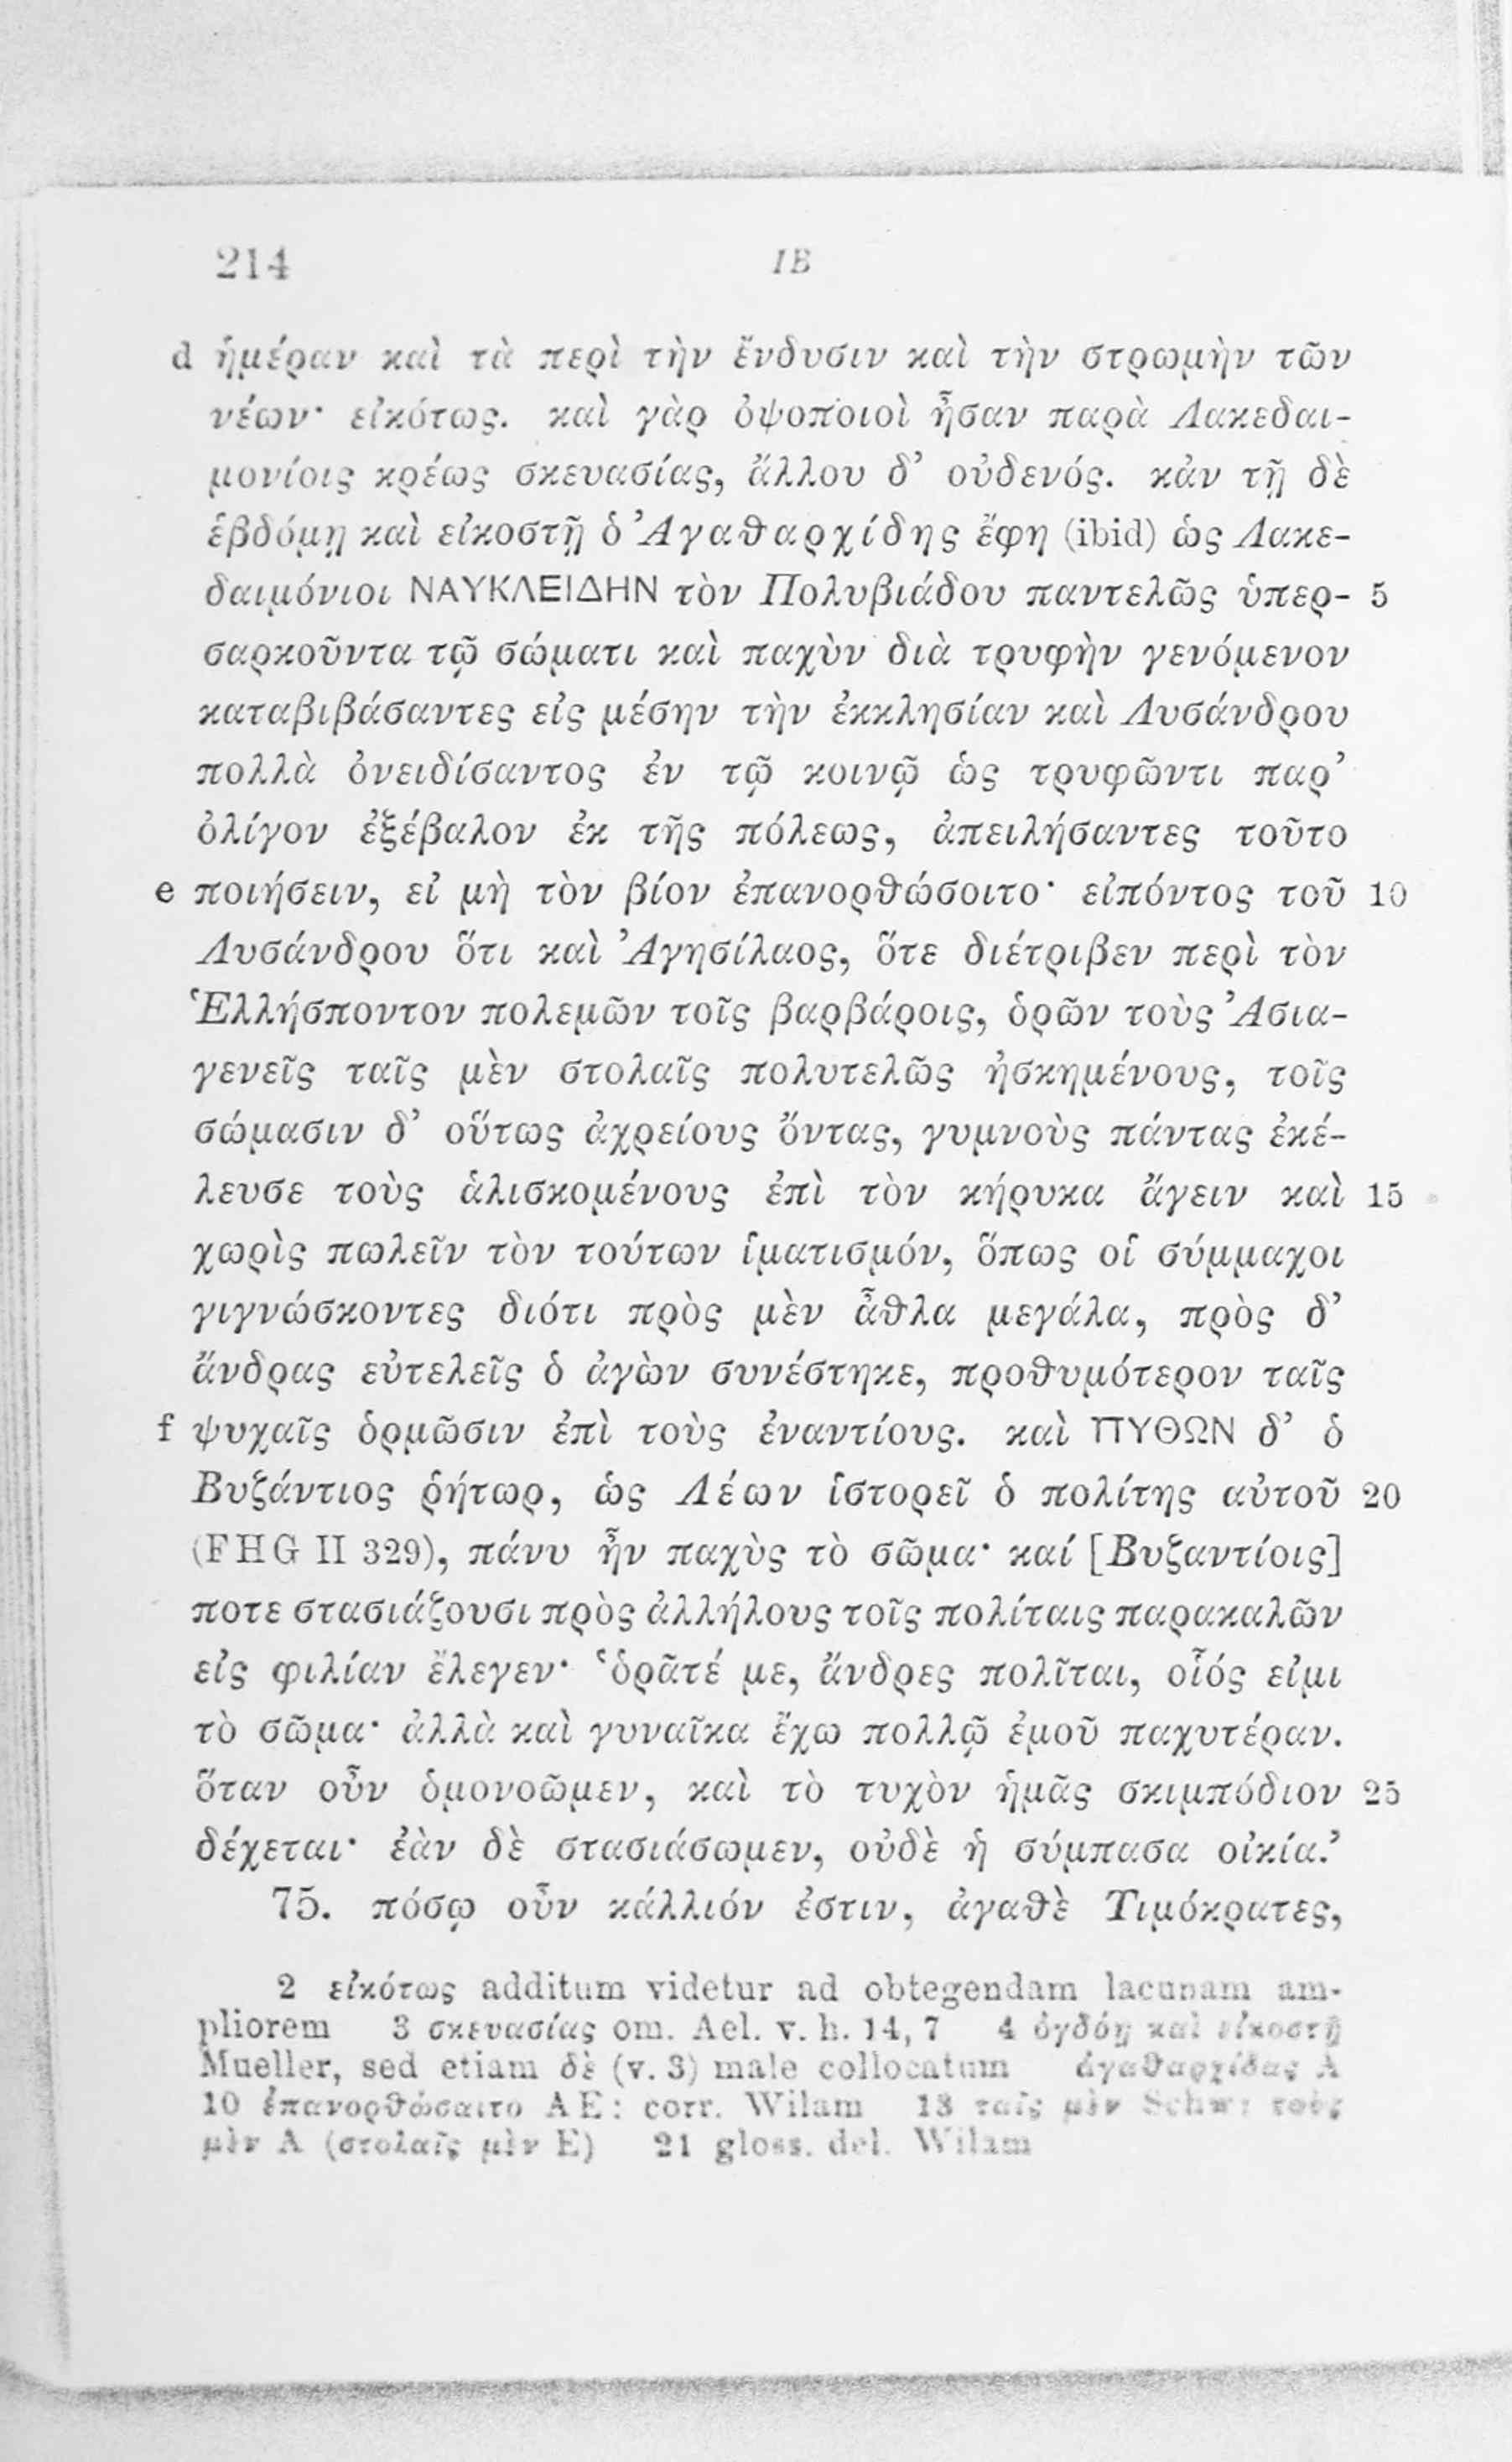 214 ΙΒ
d ἡμέραν καὶ τὰ περὶ τὴν ἔνδυσιν καὶ τὴν στρωμὴν τῶν
νέων· εἰκότως. καὶ γὰρ ὀψοποιοὶ ἦσαν παρὰ Λακεδαι-
μονίοις κρέως σκευασίας, ἄλλου δ’ οὐδενός. κἀν τῇ δὲ
ἑβδόμῃ καὶ εἰκοστῇ ὁ Ἀγαθαρχίδης ἔφη (ibid) ὡς Λακε-
δαιμόνιοι ΝΑΥΚΛΕΙΔΗΝ τὸν Πολυβιάδου παντελῶς ὑπερ- 5
σαρκοῦντα τῷ σώματι καὶ παχὺν διὰ τρυφὴν γενόμενον
καταβιβάσαντες εἰς μέσην τὴν ἐκκλησίαν καὶ Λυσάνδρου
πολλὰ ὀνειδίσαντος ἐν τῷ κοινῷ ὡς τρυφῶντι παρ’
ὀλίγον ἐξέβαλον ἐκ τῆς πόλεως, ἀπειλήσαντες τοῦτο
e ποιήσειν, εἰ μὴ τὸν βίον ἐπανορθώσοιτο· εἰπόντος τοῦ 10
Λυσάνδρου ὅτι καὶ Ἀγησίλαος, ὅτε διέτριβεν περὶ τὸν
Ἑλλήσποντον πολεμῶν τοῖς βαρβάροις, ὁρῶν τοὺς Ἀσια-
γενεῖς ταῖς μὲν στολαῖς πολυτελῶς ἠσκημένους, τοῖς
σώμασιν δ’ οὕτως ἀχρείους ὄντας, γυμνοὺς πάντας ἐκέ-
λευσε τοὺς ἁλισκομένους ἐπὶ τὸν κήρυκα ἄγειν καὶ 15
χωρὶς πωλεῖν τὸν τούτων ἱματισμόν, ὅπως οἱ σύμμαχοι
γιγνώσκοντες διότι πρὸς μὲν ἆθλα μεγάλα, πρὸς δ’
ἄνδρας εὐτελεῖς ὁ ἀγὼν συνέστηκε, προθυμότερον ταῖς
f ψυχαῖς ὁρμῶσιν ἐπὶ τοὺς ἐναντίους. καὶ ΠΥΘΩΝ δ’ ὁ
Βυζάντιος ῥήτωρ, ὡς Λέων ἱστορεῖ ὁ πολίτης αὐτοῦ 20
(FHG II 329), πάνυ ἦν παχὺς τὸ σῶμα· καί [Βυζαντίοις]
ποτε στασιάζουσι πρὸς ἀλλήλους τοῖς πολίταις παρακαλῶν
εἰς φιλίαν ἔλεγεν· ‘ὁρᾶτέ με, ἄνδρες πολῖται, οἷός εἰμι
τὸ σῶμα· ἀλλὰ καὶ γυναῖκα ἔχω πολλῷ ἐμοῦ παχυτέραν.
ὅταν οὖν ὁμονοῶμεν, καὶ τὸ τυχὸν ἡμᾶς σκιμπόδιον 25
δέχεται· ἐὰν δὲ στασιάσωμεν, οὐδὲ ἡ σύμπασα οἰκία.’
75. πόσῳ οὖν κάλλιόν ἐστιν, ἀγαθὲ Τιμόκρατες,
2 εἰκότως additum videtur ad obtegendam lacunam am-
pliorem 3 σκευασίας om. Ael. v. h. 14, 7 4 ὀγδόῃ καὶ εἰκοστῇ
Mueller, sed etiam δὲ (v. 3) male collocatum ἀγαθαρχίδας A
10 ἐπανορθώσαιτο AE: corr. Wilam 13 ταῖς μὲν Schw: τοὺς
μὲν A (στολαῖς μὲν E) 21 gloss. del. Wilam